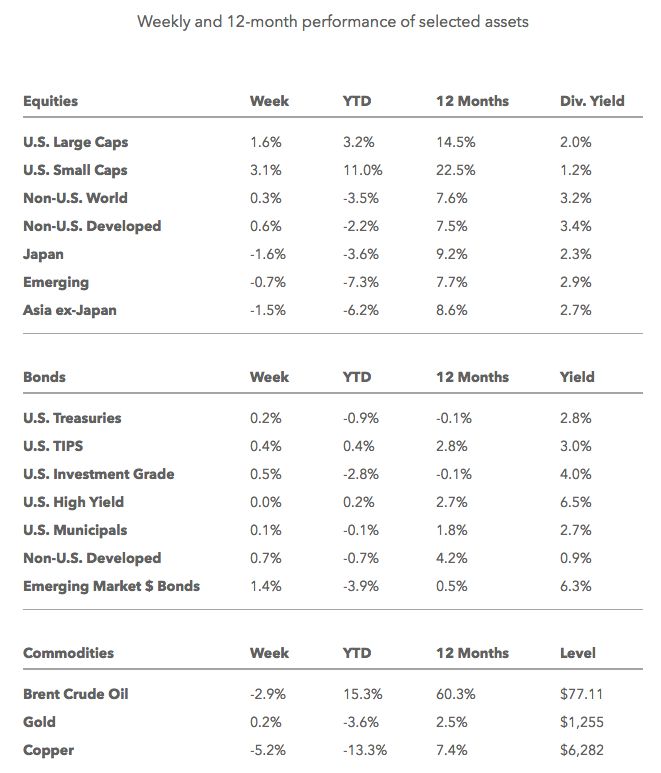 Weekly and 12-month performance of selected assets
Equities Week YTD 12 Months Div. Yield
U.S. Large Caps 1.6% 3.2% 14.5% 2.0%
U.S. Small Caps 3.1% 11.0% 22.5% 1.2%
Non-U.S. World 0.3% -3.5% 7.6% 3.2%
Non-U.S. Developed 0.6% -2.2% 7.5% 3.4%
Japan -1.6% -3.6% 9.2% 2.3%
Emerging -0.7% -7.3% 7.7% 2.9%
Asia ex-Japan -1.5% -6.2% 8.6% 2.7%
Bonds Week YTD 12 Months Yield
U.S. Treasuries 0.2% -0.9% -0.1% 2.8%
U.S. TIPS 0.4% 0.4% 2.8% 3.0%
U.S. Investment Grade 0.5% -2.8% -0.1% 4.0%
U.S. High Yield 0.0% 0.2% 2.7% 6.5%
U.S. Municipals 0.1% -0.1% 1.8% 2.7%
Non-U.S. Developed 0.7% -0.7% 4.2% 0.9%
Emerging Market $ Bonds 1.4% -3.9% 0.5% 6.3%
Commodities Week YTD 12 Months Level
Brent Crude Oil -2.9% 15.3% 60.3% $77.11
Gold 0.2% -3.6% 2.5% $1,255
Copper -5.2% -13.3% 7.4% $6,282